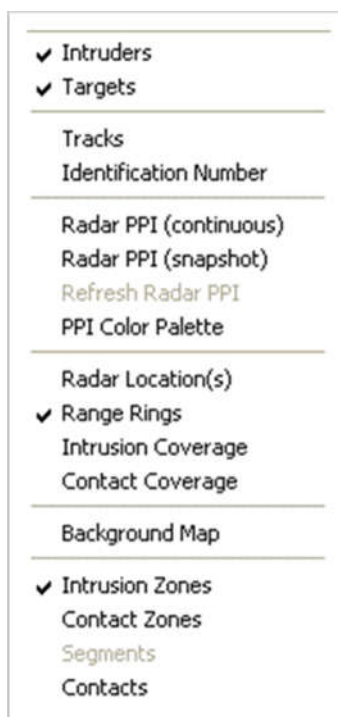 Intruders
Targets
Tracks
Identification Number
Radar PPI (continuous)
Radar PPI (snapshot)
Refresh Radar PPI
PPI Color Palette
Radar Location(s)
Range Rings
Intrusion Coverage
Contact Coverage
Background Map
Intrusion Zones
Contact Zones
Segments
Contacts